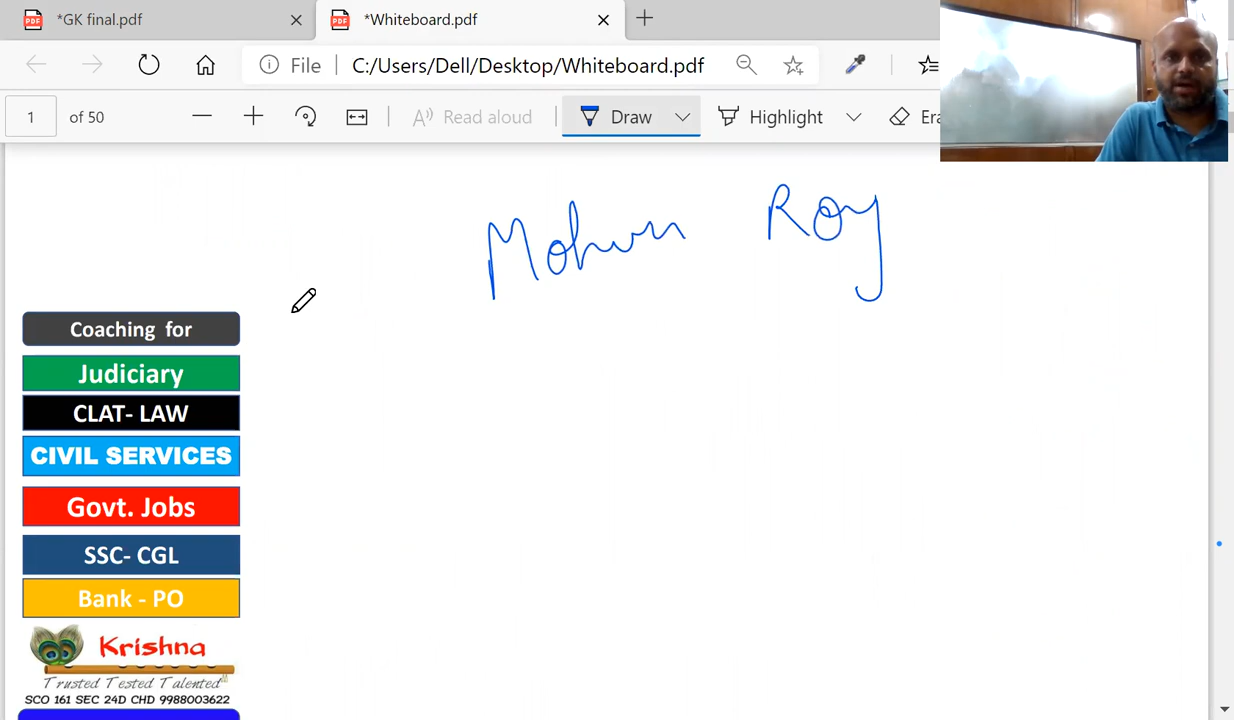 *GK final.pdf
*Whiteboard.pdf
File C:/Users/Dell/Desktop/Whiteboard.pdf
1 of 50
Read aloud
Draw
Highlight
Era
Mohun Roy
Coaching for
Judiciary
CLAT- LAW
CIVIL SERVICES
Govt. Jobs
SSC- CGL
Bank - PO
Krishna
Trusted Tested Talented
SCO 161 SEC 24D CHD 9988003622